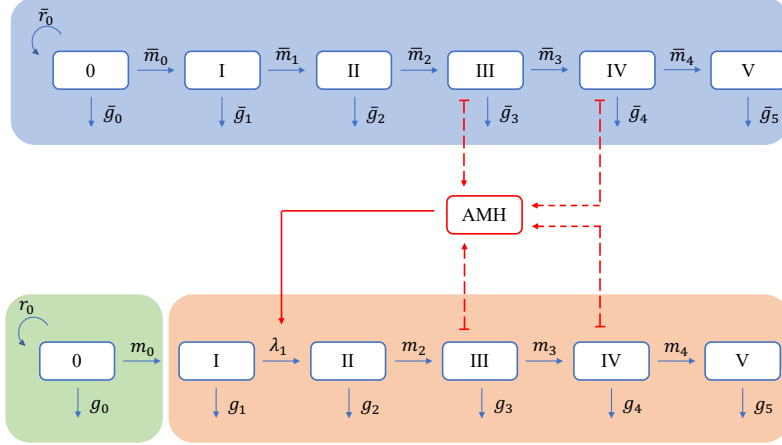 r̄₀
0 m̄₀ I m̄₁ II m̄₂ III m̄₃ IV m̄₄ V
ḡ₀ ḡ₁ ḡ₂ ḡ₃ ḡ₄ ḡ₅
AMH
r₀
0 m₀ I λ₁ II m₂ III m₃ IV m₄ V
g₀ g₁ g₂ g₃ g₄ g₅